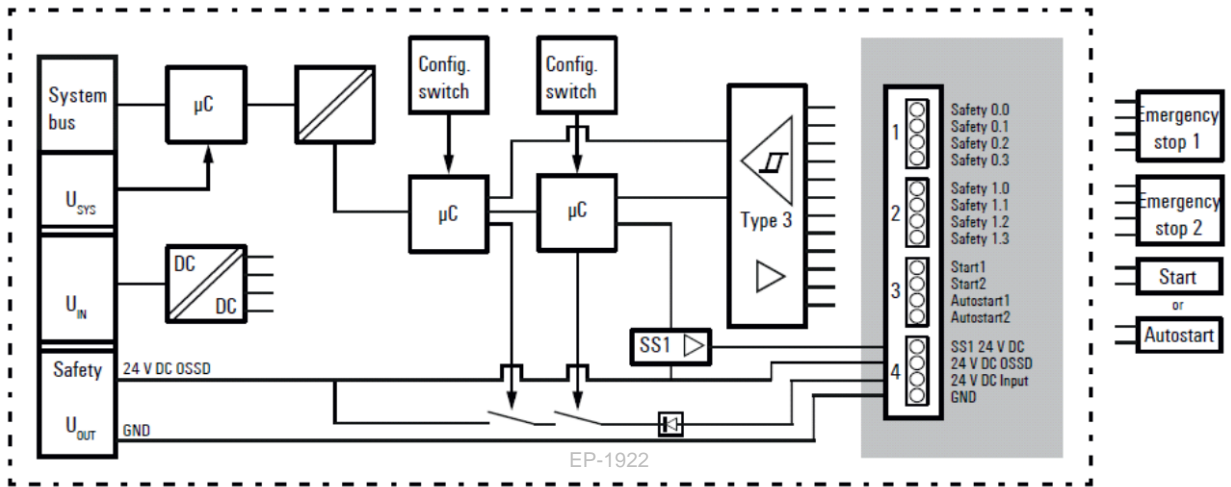 System
bus
U_SYS
U_IN
Safety
U_OUT
µC
DC
DC
Config.
switch
Config.
switch
µC
µC
Type 3
SS1
24 V DC OSSD
GND
EP-1922
1
Safety 0.0
Safety 0.1
Safety 0.2
Safety 0.3
2
Safety 1.0
Safety 1.1
Safety 1.2
Safety 1.3
3
Start1
Start2
Autostart1
Autostart2
4
SS1 24 V DC
24 V DC OSSD
24 V DC Input
GND
Emergency
stop 1
Emergency
stop 2
Start
or
Autostart